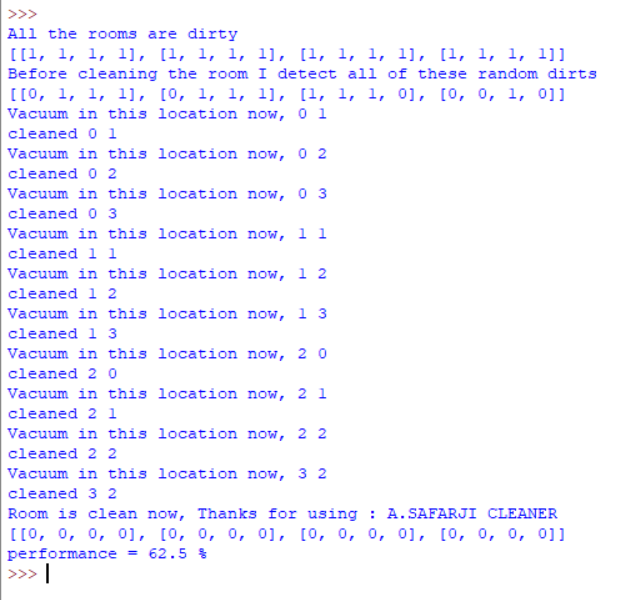 >>>
All the rooms are dirty
[[1, 1, 1, 1], [1, 1, 1, 1], [1, 1, 1, 1], [1, 1, 1, 1]]
Before cleaning the room I detect all of these random dirts
[[0, 1, 1, 1], [0, 1, 1, 1], [1, 1, 1, 0], [0, 0, 1, 0]]
Vacuum in this location now, 0 1
cleaned 0 1
Vacuum in this location now, 0 2
cleaned 0 2
Vacuum in this location now, 0 3
cleaned 0 3
Vacuum in this location now, 1 1
cleaned 1 1
Vacuum in this location now, 1 2
cleaned 1 2
Vacuum in this location now, 1 3
cleaned 1 3
Vacuum in this location now, 2 0
cleaned 2 0
Vacuum in this location now, 2 1
cleaned 2 1
Vacuum in this location now, 2 2
cleaned 2 2
Vacuum in this location now, 3 2
cleaned 3 2
Room is clean now, Thanks for using : A.SAFARJI CLEANER
[[0, 0, 0, 0], [0, 0, 0, 0], [0, 0, 0, 0], [0, 0, 0, 0]]
performance = 62.5 %
>>>